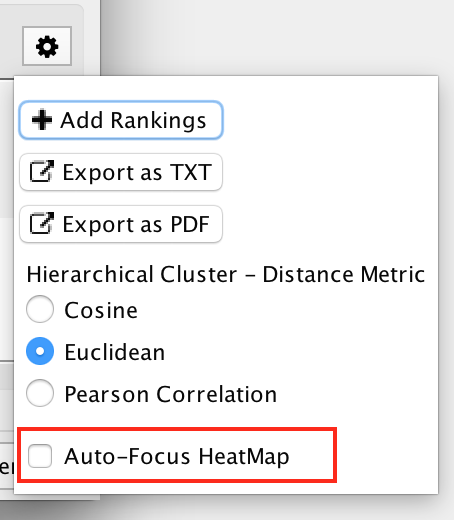 Add Rankings
Export as TXT
Export as PDF
Hierarchical Cluster – Distance Metric
Cosine
Euclidean
Pearson Correlation
Auto-Focus HeatMap
er